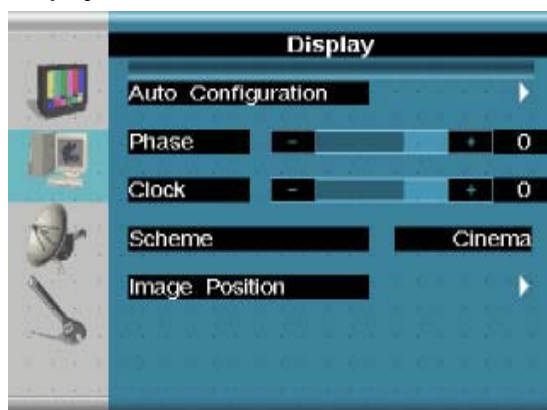 Display
Auto Configuration
Phase - + 0
Clock - + 0
Scheme Cinema
Image Position